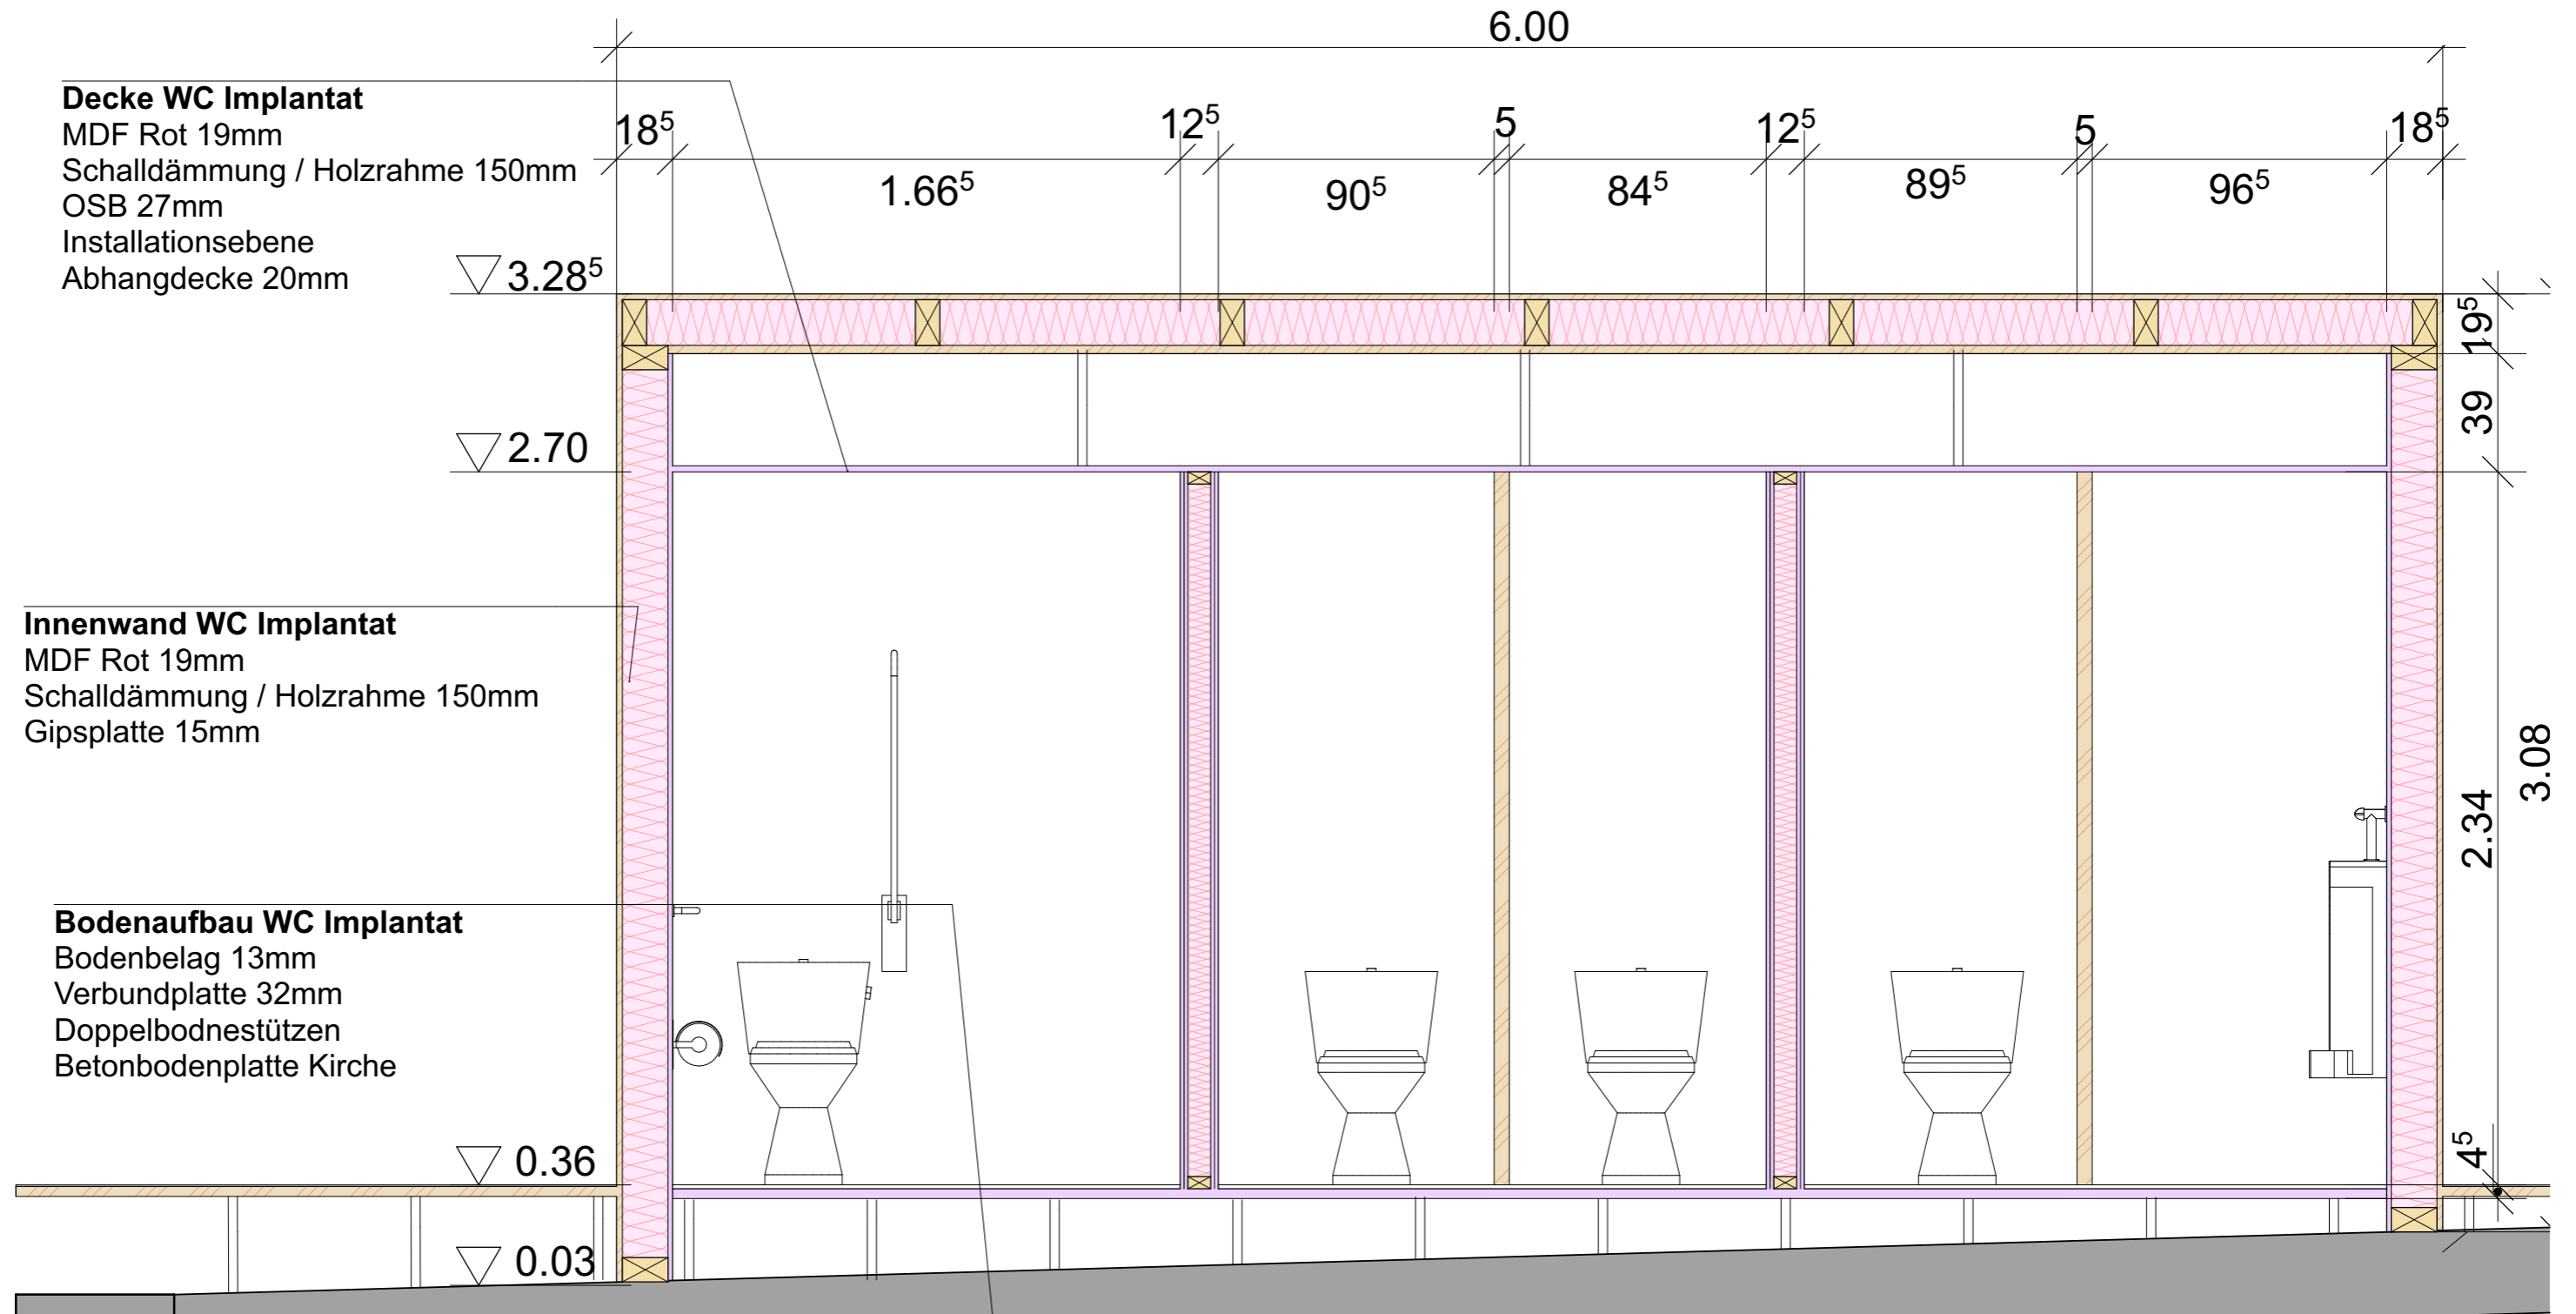 6.00
Decke WC Implantat
MDF Rot 19mm
Schalldämmung / Holzrahme 150mm
OSB 27mm
Installationsebene
Abhangdecke 20mm
18⁵ 12⁵ 5 12⁵ 5 18⁵
1.66⁵ 90⁵ 84⁵ 89⁵ 96⁵
3.28⁵
19⁵
39
2.70
Innenwand WC Implantat
MDF Rot 19mm
Schalldämmung / Holzrahme 150mm
Gipsplatte 15mm
3.08
2.34
Bodenaufbau WC Implantat
Bodenbelag 13mm
Verbundplatte 32mm
Doppelbodnestützen
Betonbodenplatte Kirche
0.36
4⁵
0.03